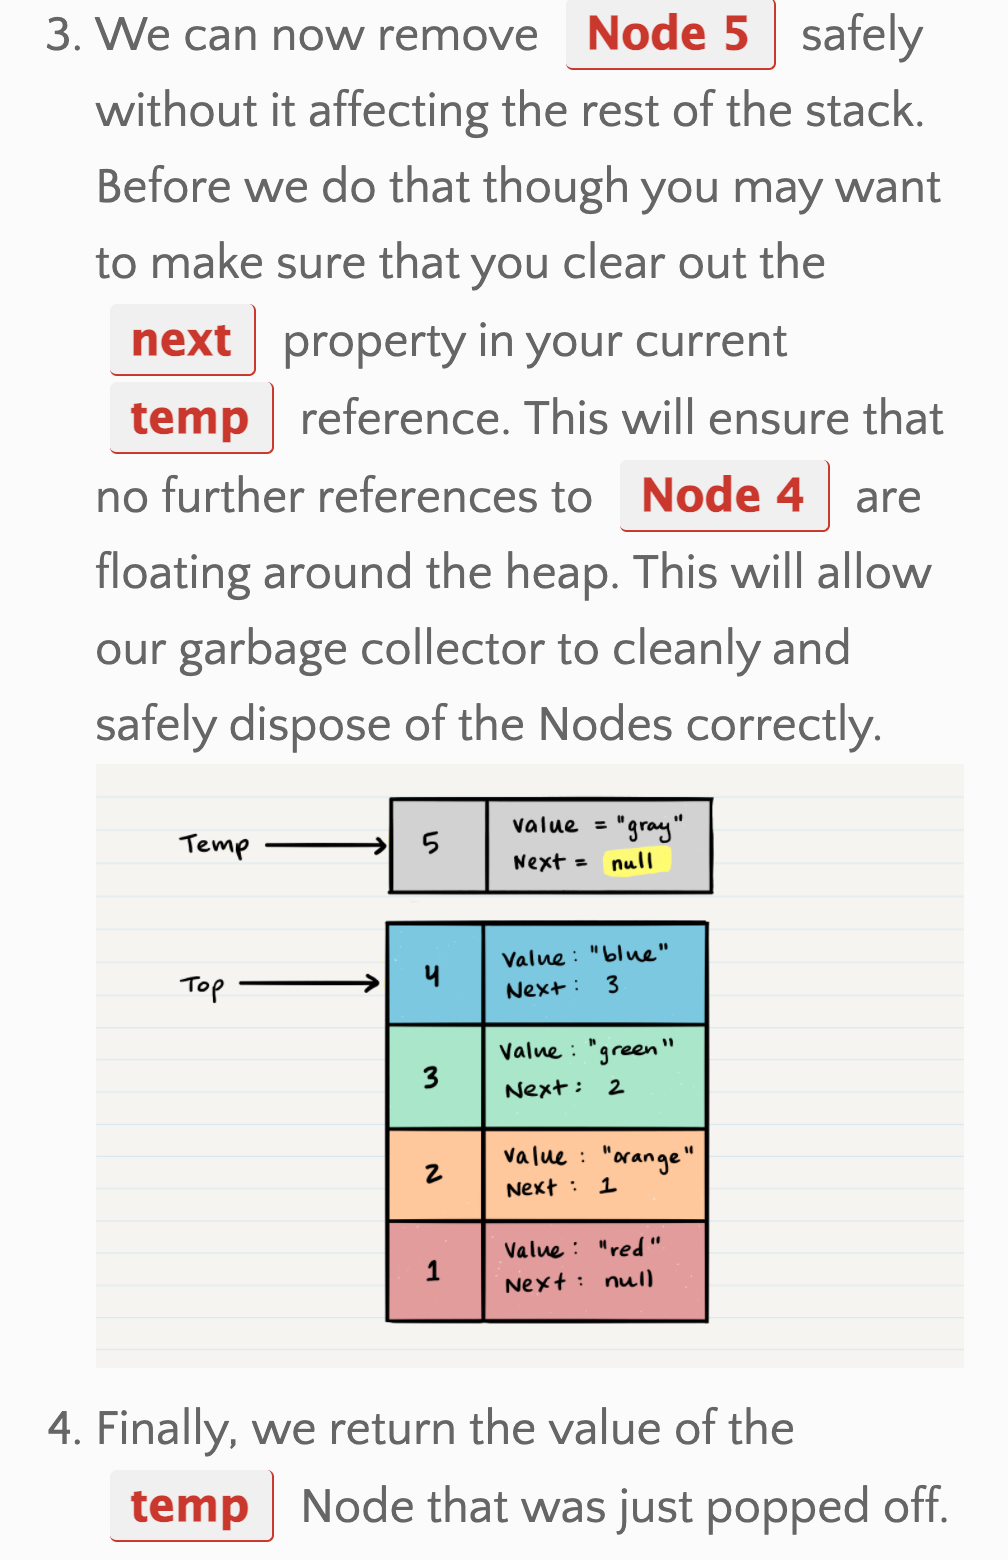 3. We can now remove Node 5 safely
without it affecting the rest of the stack.
Before we do that though you may want
to make sure that you clear out the
next property in your current
temp reference. This will ensure that
no further references to Node 4 are
floating around the heap. This will allow
our garbage collector to cleanly and
safely dispose of the Nodes correctly.
Temp
5
Value = "gray"
Next = null
Top
4
Value : "blue"
Next : 3
3
Value : "green"
Next : 2
2
Value : "orange"
Next : 1
1
Value : "red"
Next : null
4. Finally, we return the value of the
temp Node that was just popped off.